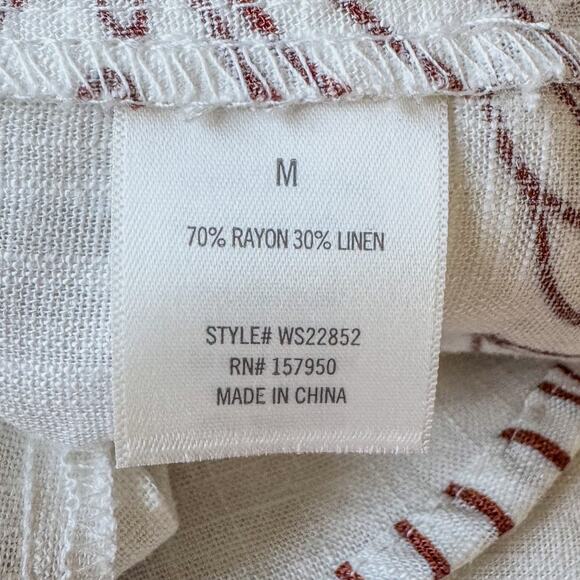 M
70% RAYON 30% LINEN
STYLE# WS22852
RN# 157950
MADE IN CHINA